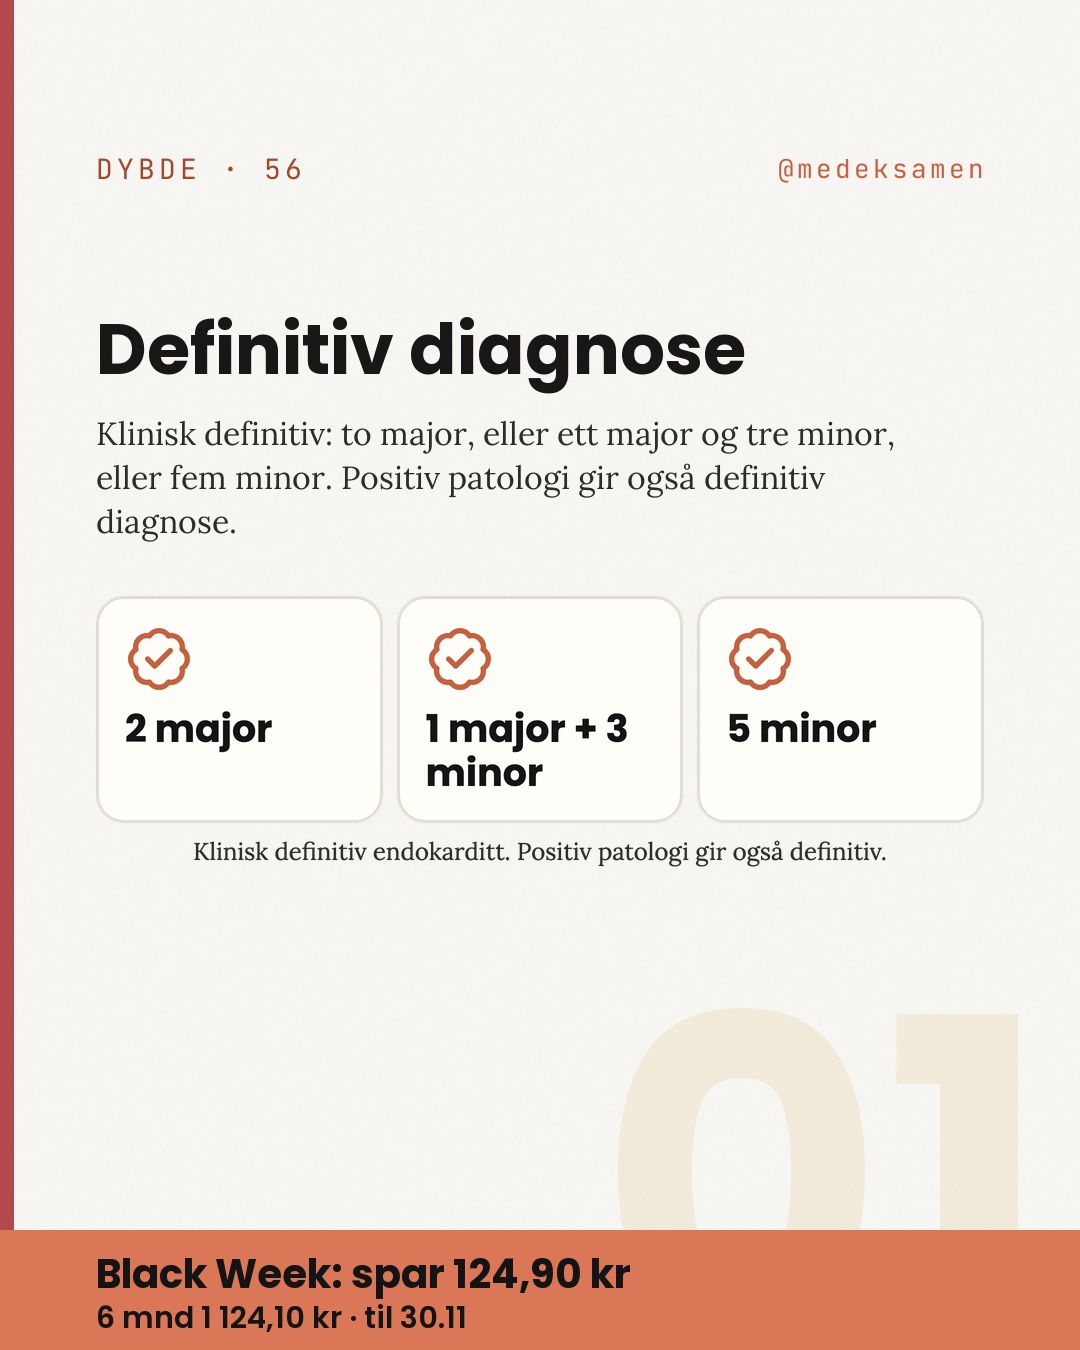 DYBDE · 56
@medeksamen
Definitiv diagnose
Klinisk definitiv: to major, eller ett major og tre minor,
eller fem minor. Positiv patologi gir også definitiv
diagnose.
2 major
1 major + 3
minor
5 minor
Klinisk definitiv endokarditt. Positiv patologi gir også definitiv.
01
Black Week: spar 124,90 kr
6 mnd 1 124,10 kr · til 30.11